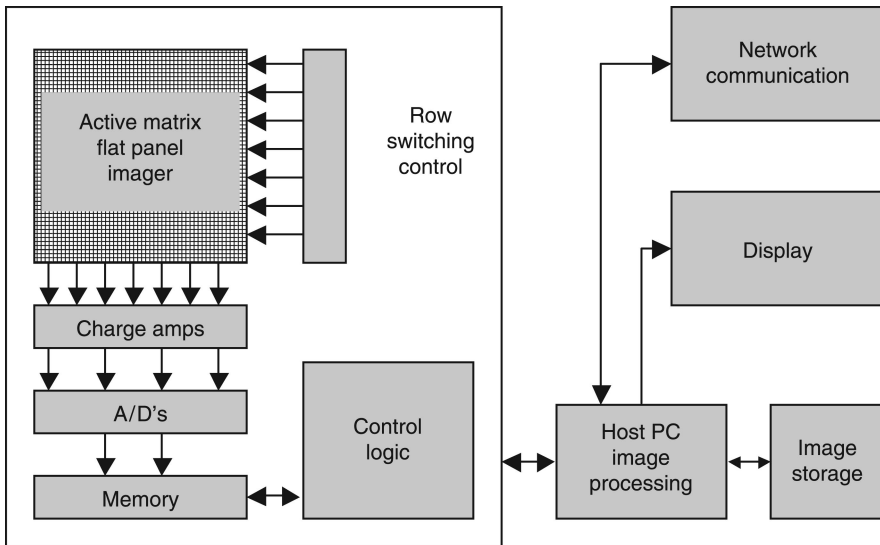 Active matrix
flat panel
imager
Row
switching
control
Charge amps
A/D's
Memory
Control
logic
Network
communication
Display
Host PC
image
processing
Image
storage